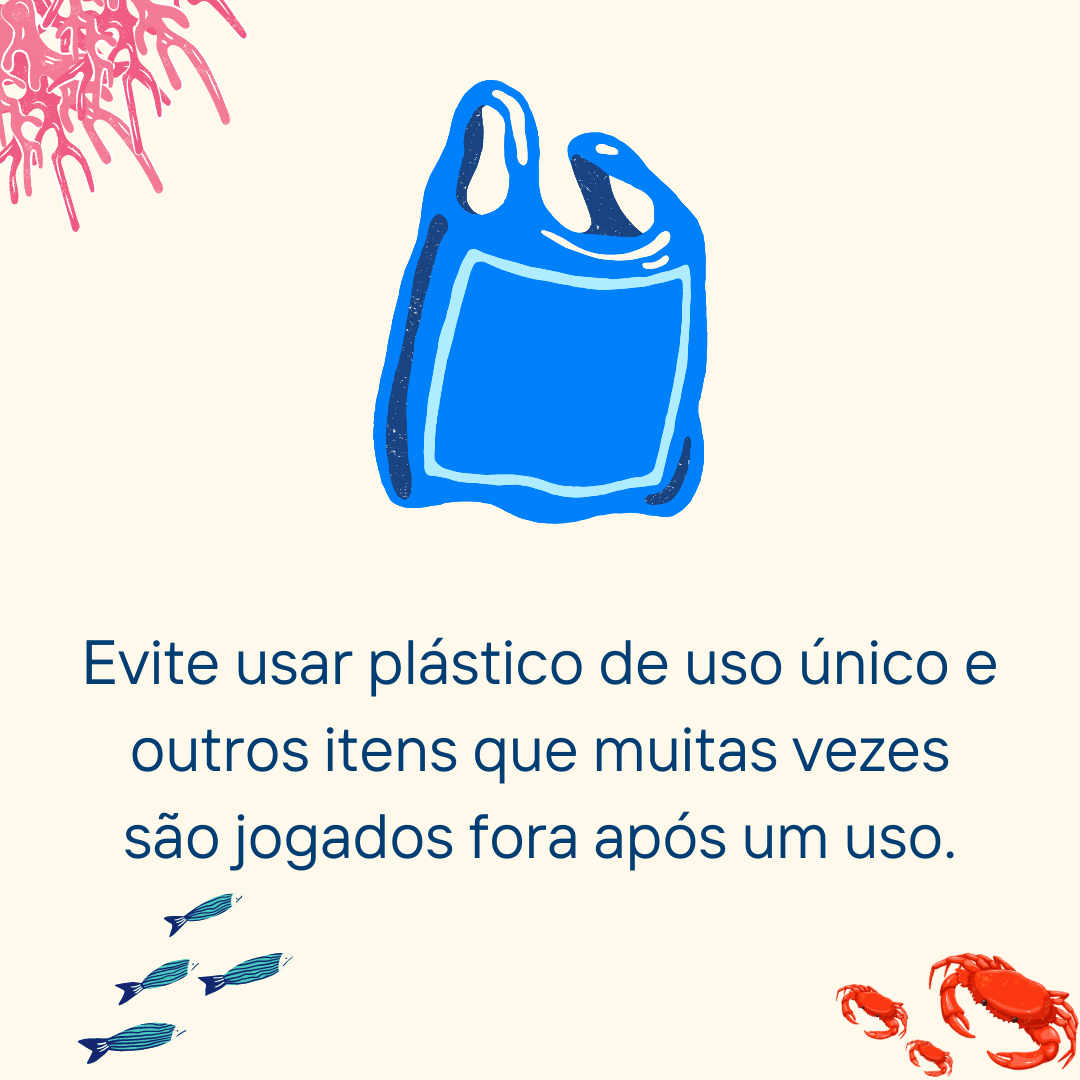 Evite usar plástico de uso único e
outros itens que muitas vezes
são jogados fora após um uso.